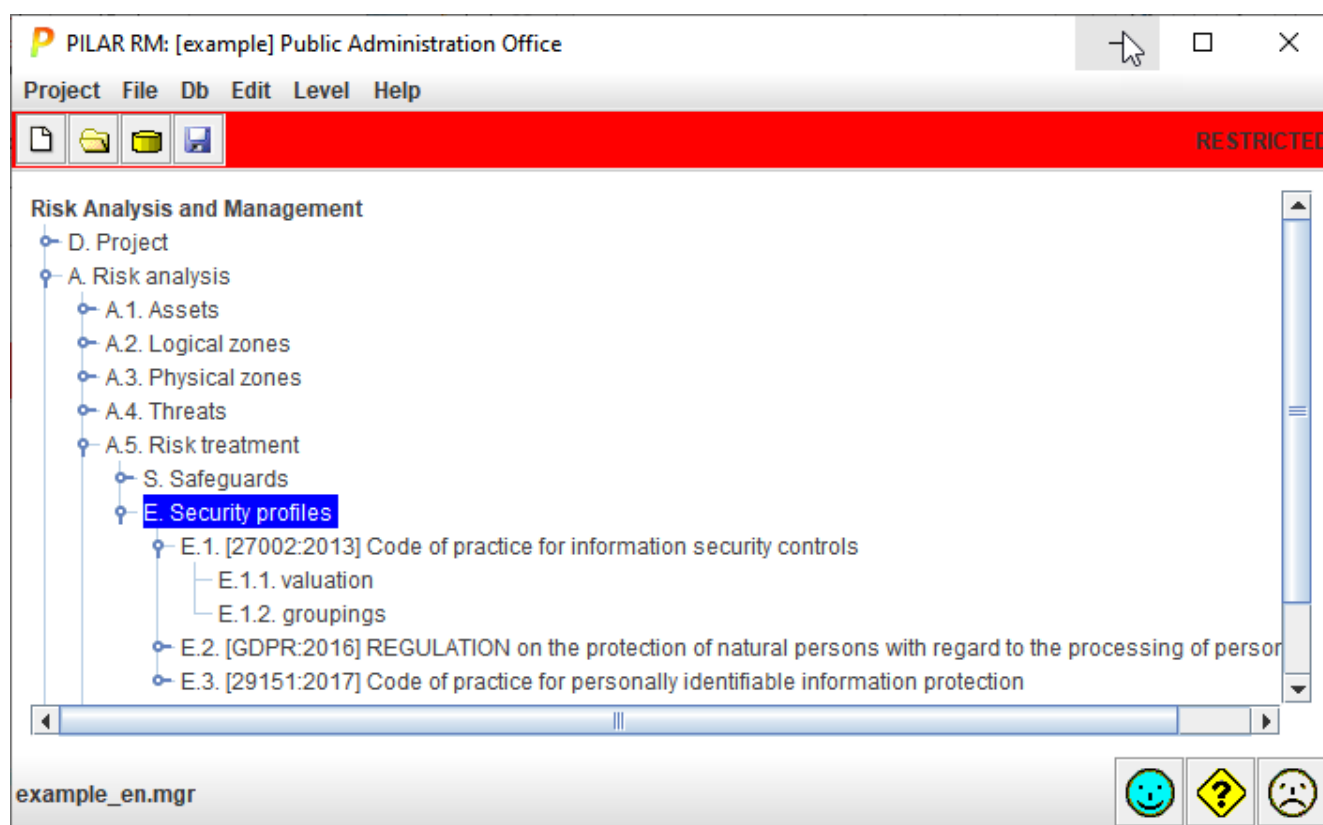 PILAR RM: [example] Public Administration Office
Project File Db Edit Level Help
RESTRICTED
Risk Analysis and Management
D. Project
A. Risk analysis
A.1. Assets
A.2. Logical zones
A.3. Physical zones
A.4. Threats
A.5. Risk treatment
S. Safeguards
E. Security profiles
E.1. [27002:2013] Code of practice for information security controls
E.1.1. valuation
E.1.2. groupings
E.2. [GDPR:2016] REGULATION on the protection of natural persons with regard to the processing of person
E.3. [29151:2017] Code of practice for personally identifiable information protection
example_en.mgr